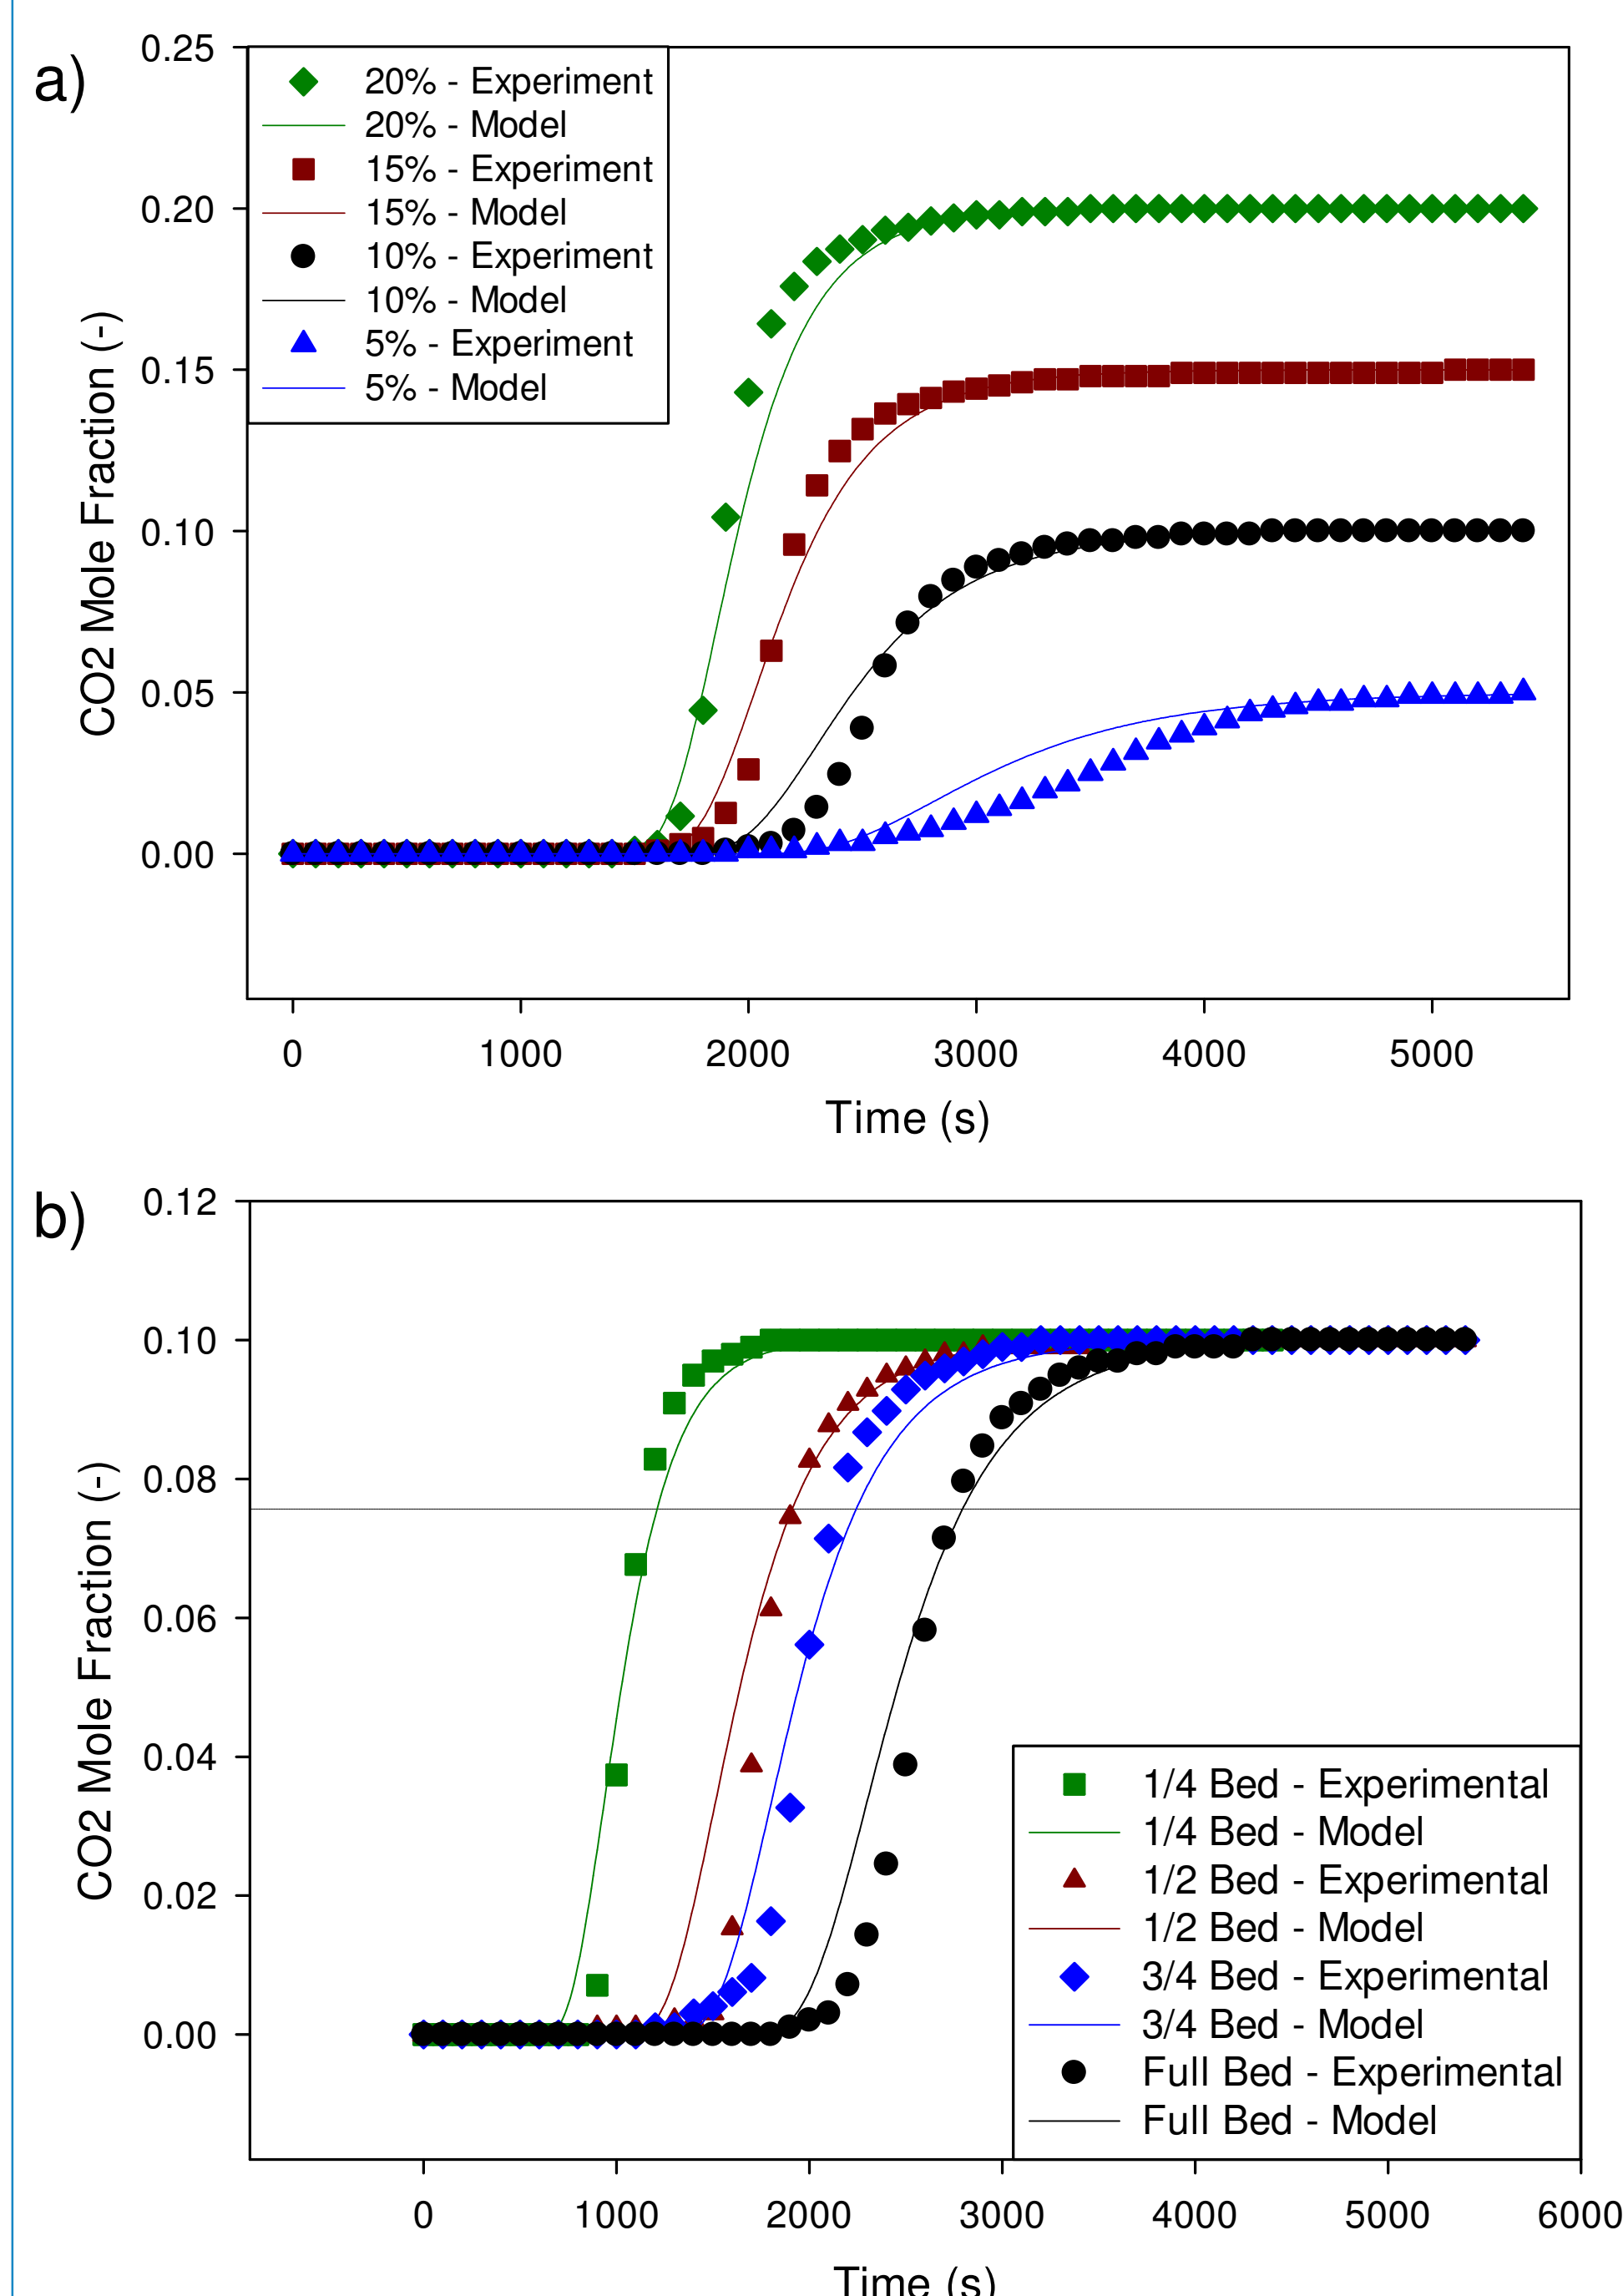 a)
0.25
0.20
0.15
0.10
0.05
0.00
CO2 Mole Fraction (-)
20% - Experiment
20% - Model
15% - Experiment
15% - Model
10% - Experiment
10% - Model
5% - Experiment
5% - Model
0 1000 2000 3000 4000 5000
Time (s)
b)
0.12
0.10
0.08
0.06
0.04
0.02
0.00
CO2 Mole Fraction (-)
1/4 Bed - Experimental
1/4 Bed - Model
1/2 Bed - Experimental
1/2 Bed - Model
3/4 Bed - Experimental
3/4 Bed - Model
Full Bed - Experimental
Full Bed - Model
0 1000 2000 3000 4000 5000 6000
Time (s)